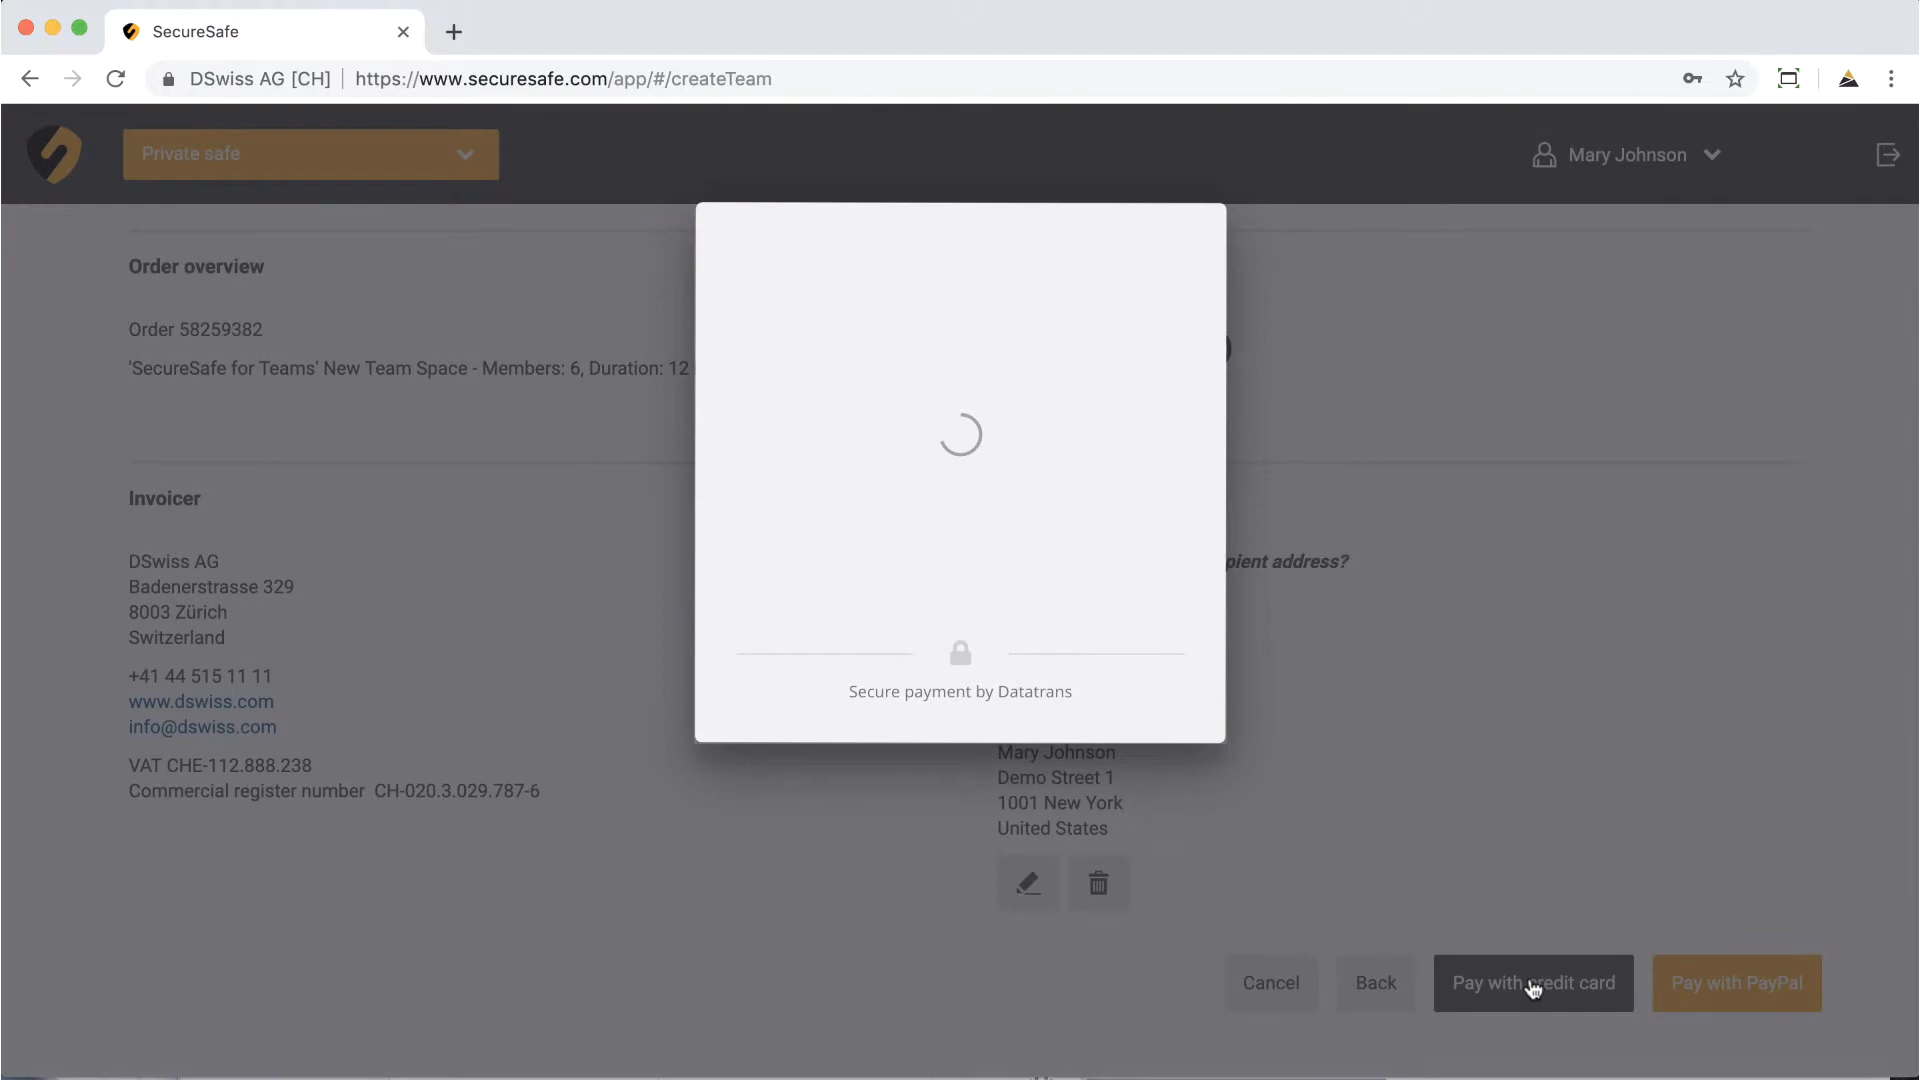 SecureSafe
DSwiss AG [CH] https://www.securesafe.com/app/#/createTeam
Private safe
Mary Johnson
Order overview
Order 58259382
'SecureSafe for Teams' New Team Space - Members: 6, Duration: 12
Invoicer
DSwiss AG
Badenerstrasse 329
8003 Zürich
Switzerland
+41 44 515 11 11
www.dswiss.com
info@dswiss.com
VAT CHE-112.888.238
Commercial register number CH-020.3.029.787-6
Secure payment by Datatrans
address?
Mary Johnson
Demo Street 1
1001 New York
United States
Cancel
Back
Pay with credit card
Pay with PayPal